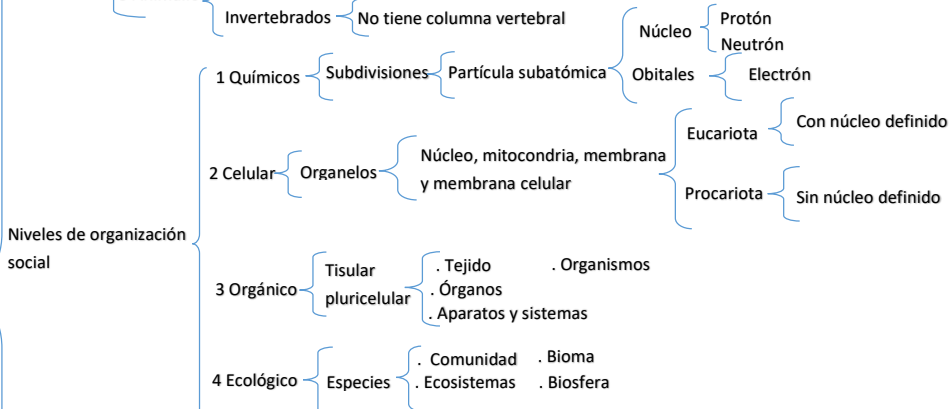 Invertebrados No tiene columna vertebral
Núcleo
Protón
Neutrón
1 Químicos Subdivisiones Partícula subatómica
Obitales Electrón
2 Celular Organelos
Núcleo, mitocondria, membrana
y membrana celular
Eucariota Con núcleo definido
Procariota Sin núcleo definido
Niveles de organización
social
3 Orgánico
Tisular
pluricelular
. Tejido . Organismos
. Órganos
. Aparatos y sistemas
4 Ecológico Especies
. Comunidad . Bioma
. Ecosistemas . Biosfera